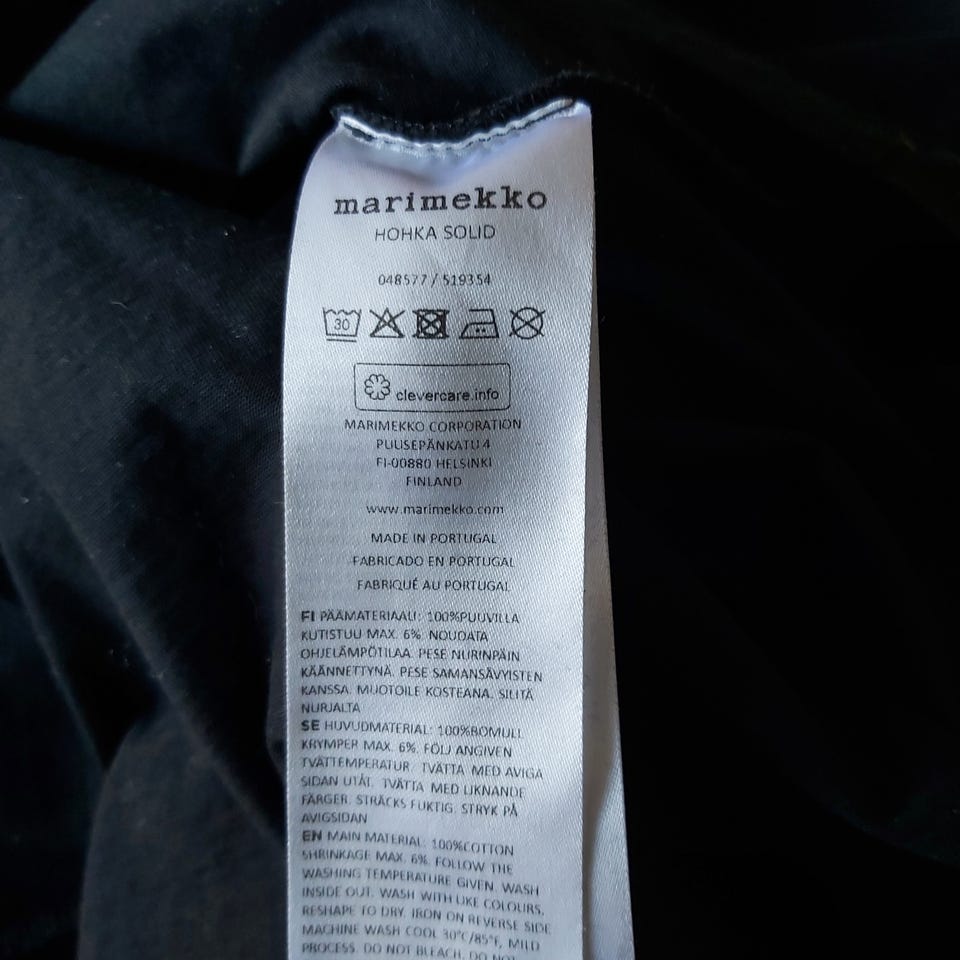 marimekko
HOHKA SOLID
048577 / 519354
30
clevercare.info
MARIMEKKO CORPORATION
PUUSEPÄNKATU 4
FI-00880 HELSINKI
FINLAND
www.marimekko.com
MADE IN PORTUGAL
FABRICADO EN PORTUGAL
FABRIQUÉ AU PORTUGAL
FI PÄÄMATERIAALI: 100%PUUVILLA
KUTISTUU MAX. 6%. NOUDATA
OHJELÄMPÖTILAA. PESE NURINPÄIN
KÄÄNNETTYNÄ. PESE SAMANSÄVYISTEN
KANSSA. MUOTOILE KOSTEANA. SILITÄ
NURJALTA
SE HUVUDMATERIAL: 100%BOMULL
KRYMPER MAX. 6%. FÖLJ ANGIVEN
TVÄTTEMPERATUR. TVÄTTA MED AVIGA
SIDAN UTÅT. TVÄTTA MED LIKNANDE
FÄRGER. STRÄCKS FUKTIG. STRYK PÅ
AVIGSIDAN
EN MAIN MATERIAL: 100%COTTON
SHRINKAGE MAX. 6%. FOLLOW THE
WASHING TEMPERATURE GIVEN. WASH
INSIDE OUT. WASH WITH LIKE COLOURS.
RESHAPE TO DRY. IRON ON REVERSE SIDE
MACHINE WASH COOL 30°C/85°F, MILD
PROCESS. DO NOT BLEACH. DO NOT